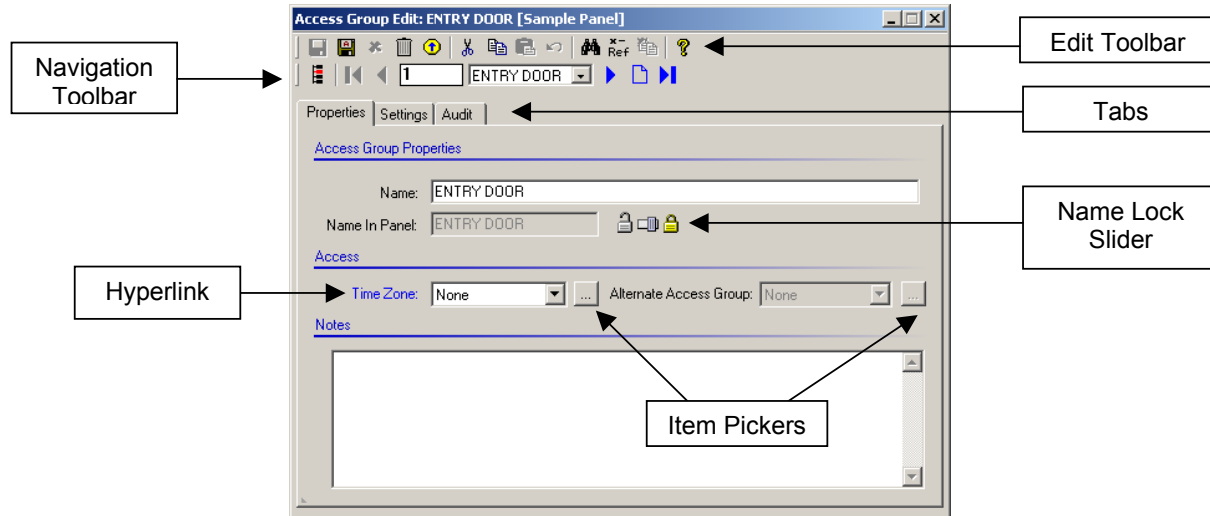 Access Group Edit: ENTRY DOOR [Sample Panel]
Edit Toolbar
x- Ref
Navigation
Toolbar
1 ENTRY DOOR
Properties Settings Audit
Tabs
Access Group Properties
Name: ENTRY DOOR
Name In Panel: ENTRY DOOR
Name Lock
Slider
Access
Hyperlink
Time Zone: None ... Alternate Access Group: None ...
Notes
Item Pickers